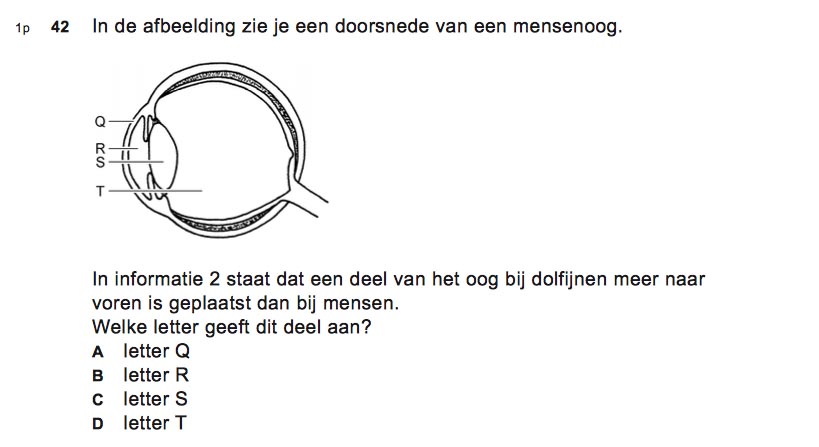 1p 42 In de afbeelding zie je een doorsnede van een mensenoog.
Q
R
S
T
In informatie 2 staat dat een deel van het oog bij dolfijnen meer naar
voren is geplaatst dan bij mensen.
Welke letter geeft dit deel aan?
A letter Q
B letter R
C letter S
D letter T